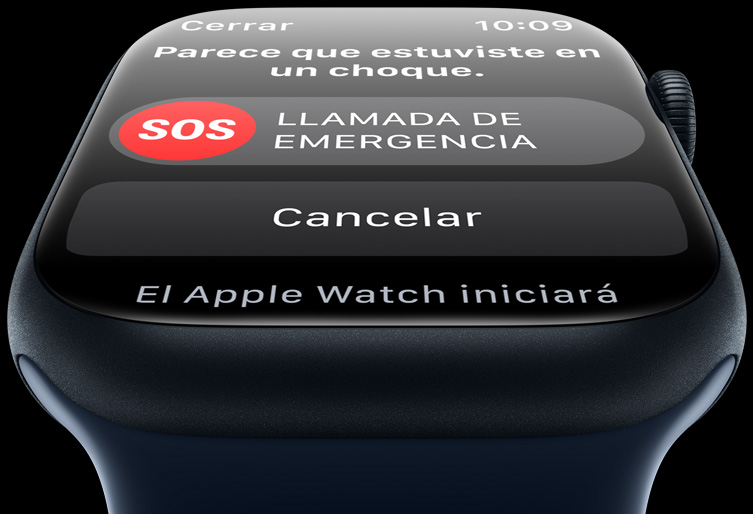 Cerrar 10:09
Parece que estuviste en
un choque.
SOS LLAMADA DE
EMERGENCIA
Cancelar
El Apple Watch iniciará